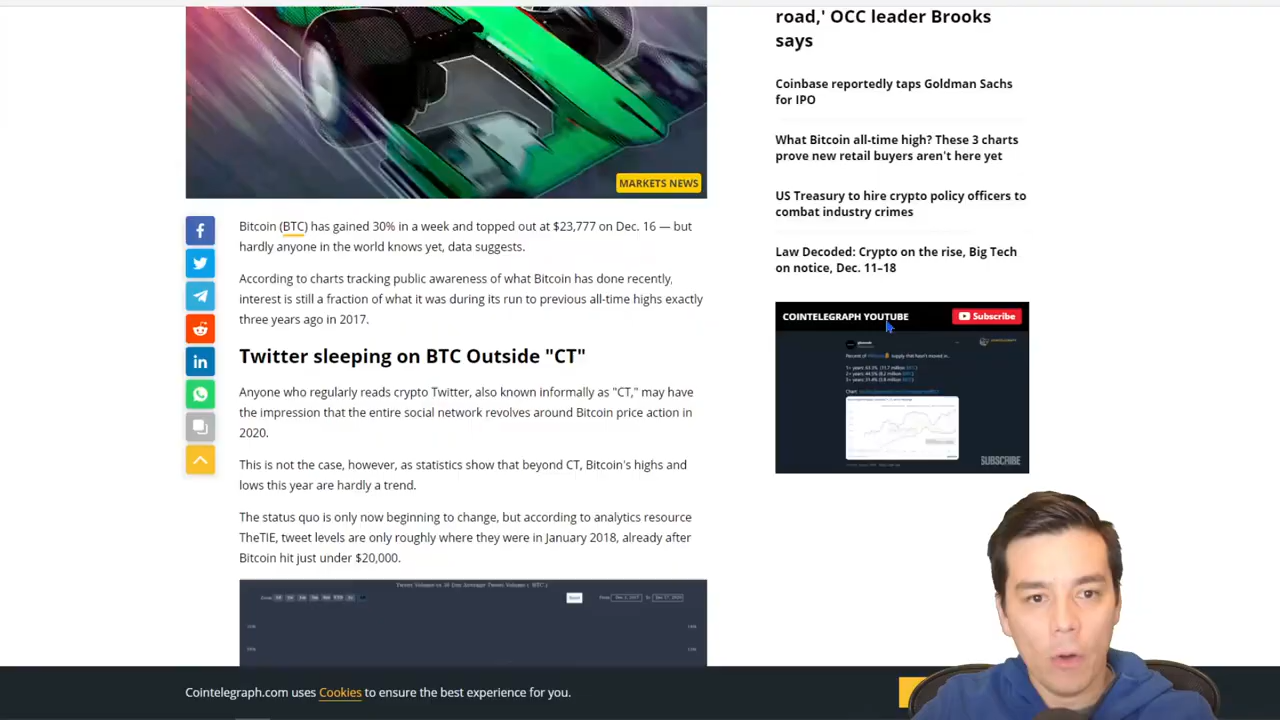 road,' OCC leader Brooks
says
Coinbase reportedly taps Goldman Sachs
for IPO
What Bitcoin all-time high? These 3 charts
prove new retail buyers aren't here yet
US Treasury to hire crypto policy officers to
combat industry crimes
Law Decoded: Crypto on the rise, Big Tech
on notice, Dec. 11–18
MARKETS NEWS
Bitcoin (BTC) has gained 30% in a week and topped out at $23,777 on Dec. 16 — but
hardly anyone in the world knows yet, data suggests.
According to charts tracking public awareness of what Bitcoin has done recently,
interest is still a fraction of what it was during its run to previous all-time highs exactly
three years ago in 2017.
Twitter sleeping on BTC Outside "CT"
Anyone who regularly reads crypto Twitter, also known informally as "CT," may have
the impression that the entire social network revolves around Bitcoin price action in
2020.
This is not the case, however, as statistics show that beyond CT, Bitcoin's highs and
lows this year are hardly a trend.
The status quo is only now beginning to change, but according to analytics resource
TheTIE, tweet levels are only roughly where they were in January 2018, already after
Bitcoin hit just under $20,000.
COINTELEGRAPH YOUTUBE
Subscribe
SUBSCRIBE
Cointelegraph.com uses Cookies to ensure the best experience for you.